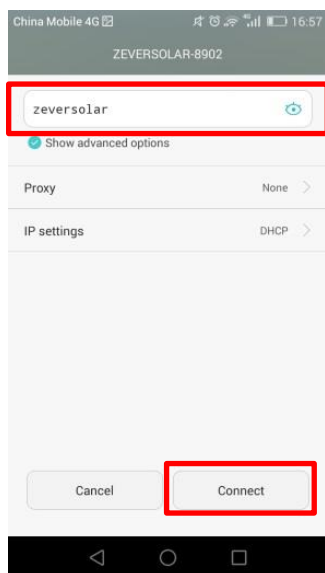 China Mobile 4G 16:57
ZEVERSOLAR-8902
zeversolar
Show advanced options
Proxy None
IP settings DHCP
Cancel Connect